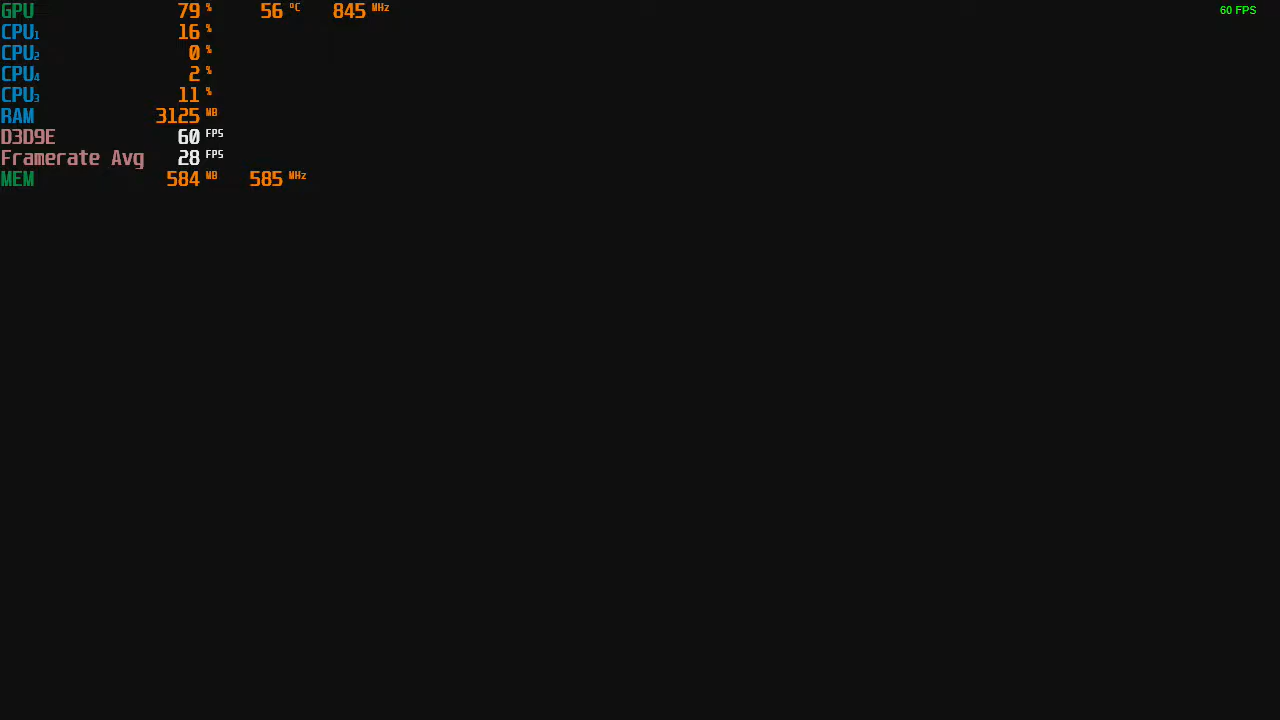 GPU 79 % 56 °C 845 MHz 60 FPS
CPU1 16 %
CPU2 0 %
CPU4 2 %
CPU3 11 %
RAM 3125 MB
D3D9E 60 FPS
Framerate Avg 28 FPS
MEM 584 MB 585 MHz